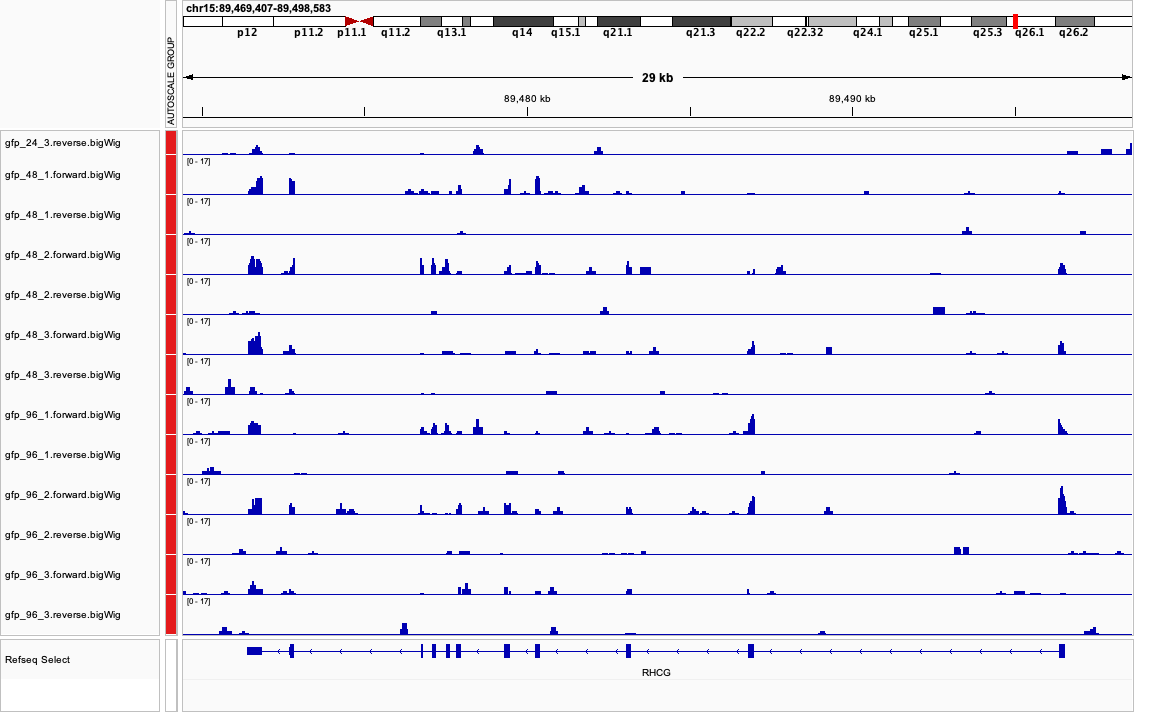 chr15:89,469,407-89,498,583
p12 p11.2 p11.1 q11.2 q13.1 q14 q15.1 q21.1 q21.3 q22.2 q22.32 q24.1 q25.1 q25.3 q26.1 q26.2
AUTOSCALE GROUP
29 kb
89,480 kb 89,490 kb
gfp_24_3.reverse.bigWig
[0 - 17]
gfp_48_1.forward.bigWig
[0 - 17]
gfp_48_1.reverse.bigWig
[0 - 17]
gfp_48_2.forward.bigWig
[0 - 17]
gfp_48_2.reverse.bigWig
[0 - 17]
gfp_48_3.forward.bigWig
[0 - 17]
gfp_48_3.reverse.bigWig
[0 - 17]
gfp_96_1.forward.bigWig
[0 - 17]
gfp_96_1.reverse.bigWig
[0 - 17]
gfp_96_2.forward.bigWig
[0 - 17]
gfp_96_2.reverse.bigWig
[0 - 17]
gfp_96_3.forward.bigWig
[0 - 17]
gfp_96_3.reverse.bigWig
Refseq Select
RHCG